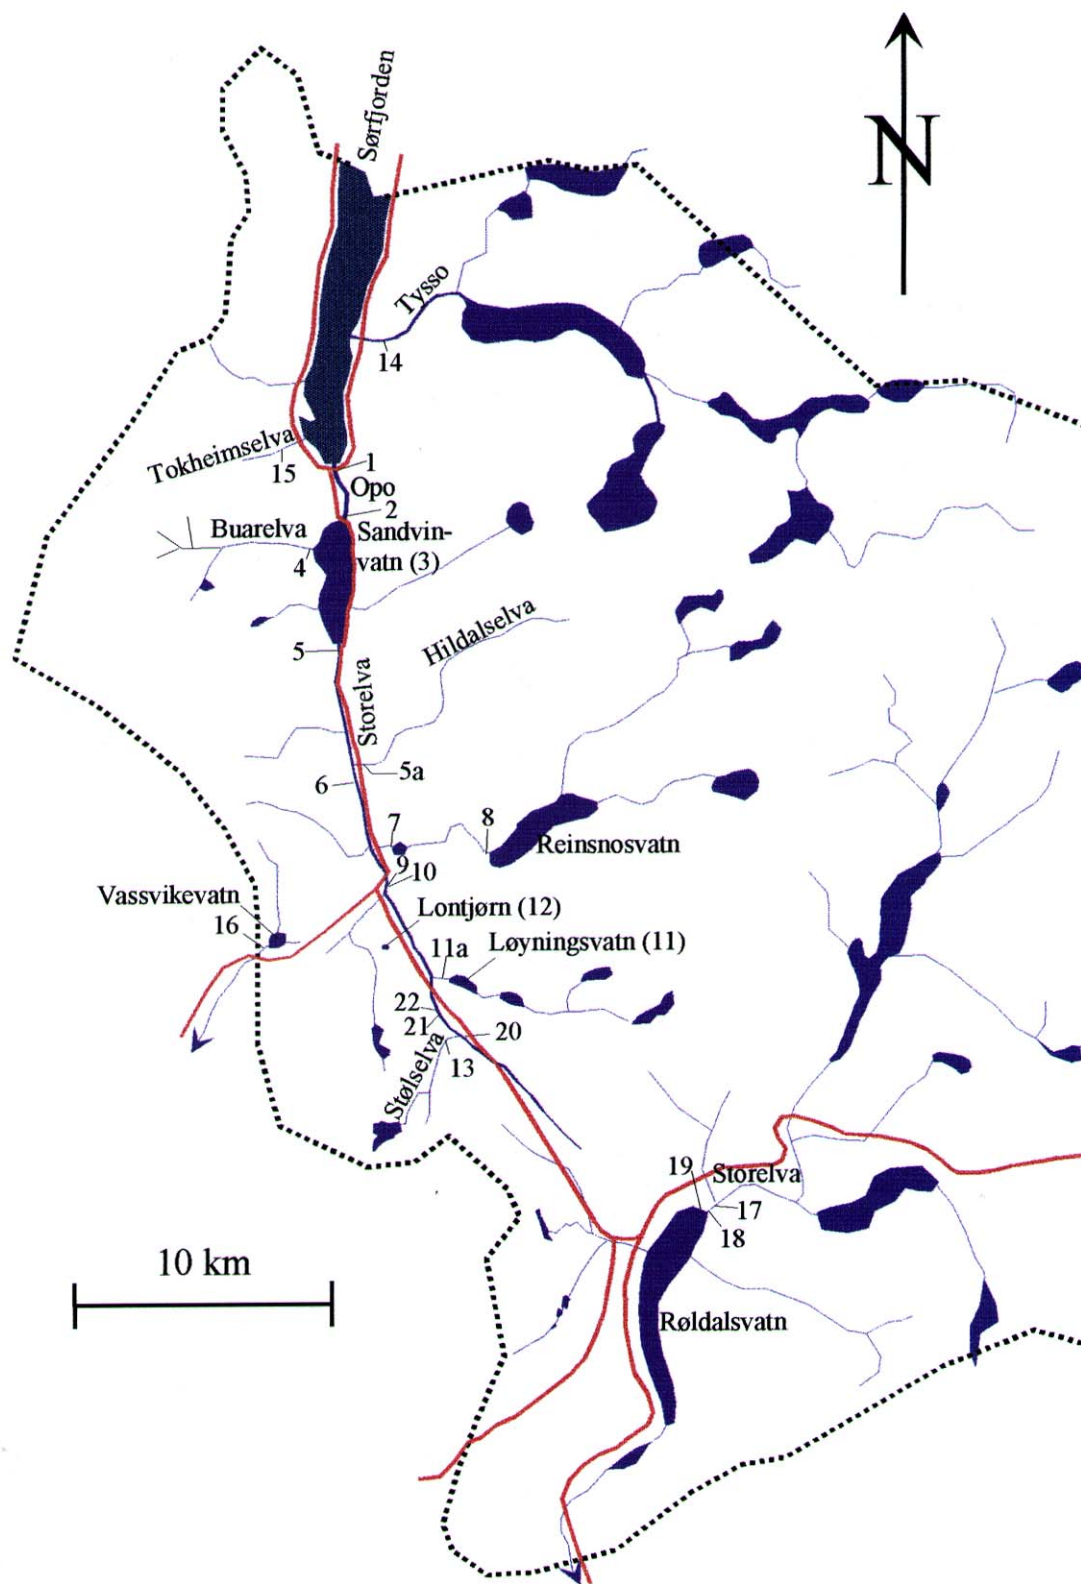 Sørfjorden
N
Tysso
14
Tokheimselva
15
1
Opo
2
Buarelva
Sandvin-
vatn (3)
4
Hildalselva
5
Storelva
5a
6
7
8
Reinsnosvatn
9
10
Vassvikevatn
16
Lontjørn (12)
11a
Løyningsvatn (11)
22
21
20
13
Stølselva
19
Storelva
17
18
10 km
Røldalsvatn